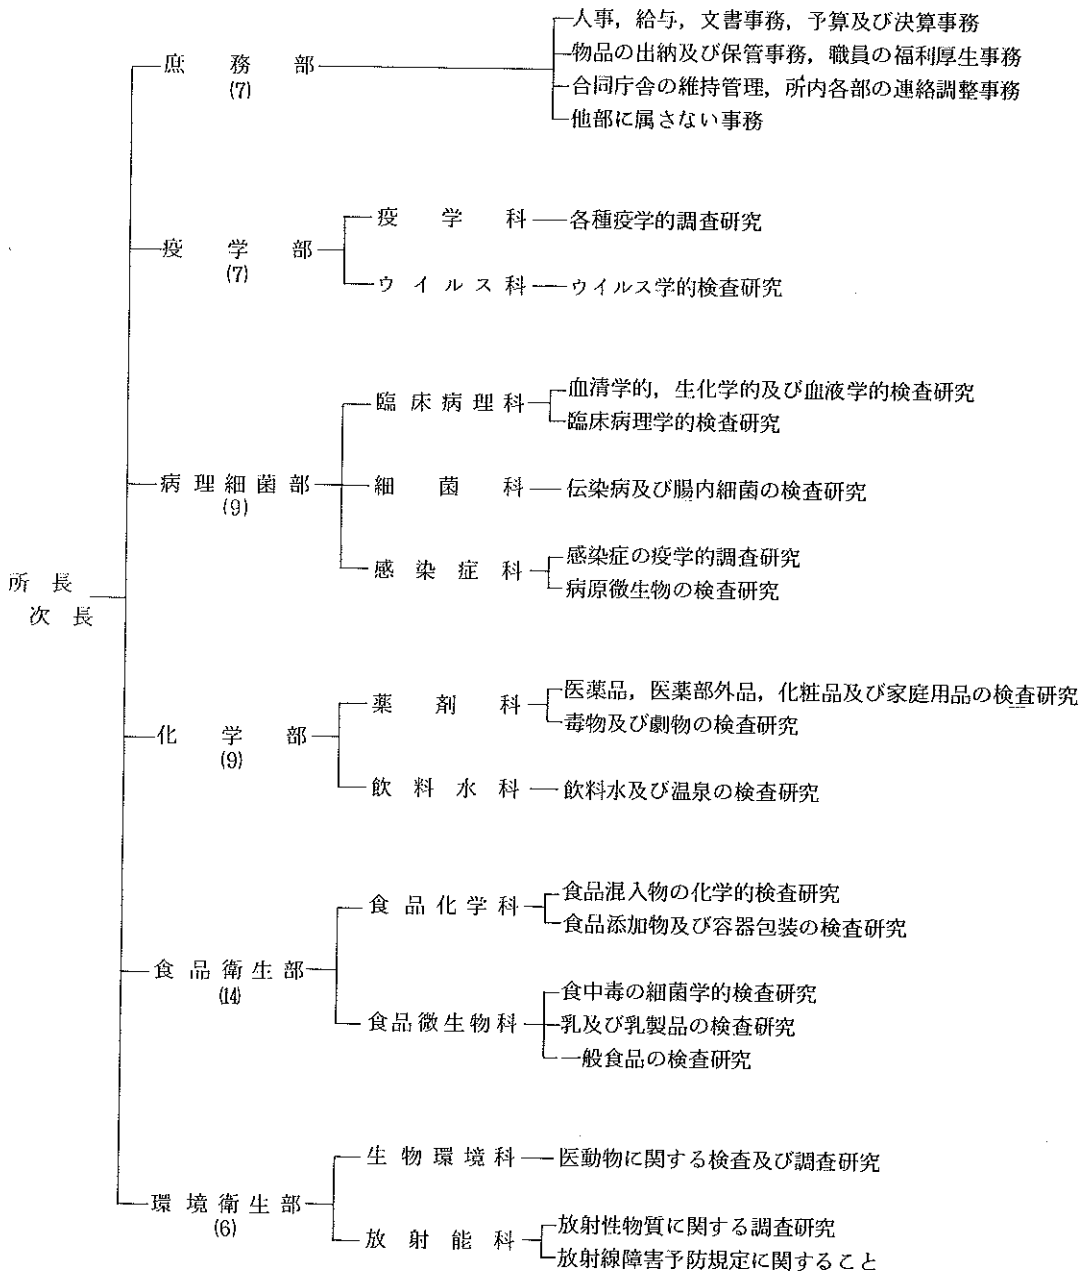 所長
次長
庶務部
(7)
人事，給与，文書事務，予算及び決算事務
物品の出納及び保管事務，職員の福利厚生事務
合同庁舎の維持管理，所内各部の連絡調整事務
他部に属さない事務
疫学部
(7)
疫学科
各種疫学的調査研究
ウイルス科
ウイルス学的検査研究
病理細菌部
(9)
臨床病理科
血清学的，生化学的及び血液学的検査研究
臨床病理学的検査研究
細菌科
伝染病及び腸内細菌の検査研究
感染症科
感染症の疫学的調査研究
病原微生物の検査研究
化学部
(9)
薬剤科
医薬品，医薬部外品，化粧品及び家庭用品の検査研究
毒物及び劇物の検査研究
飲料水科
飲料水及び温泉の検査研究
食品衛生部
(14)
食品化学科
食品混入物の化学的検査研究
食品添加物及び容器包装の検査研究
食品微生物科
食中毒の細菌学的検査研究
乳及び乳製品の検査研究
一般食品の検査研究
環境衛生部
(6)
生物環境科
医動物に関する検査及び調査研究
放射能科
放射性物質に関する調査研究
放射線障害予防規定に関すること